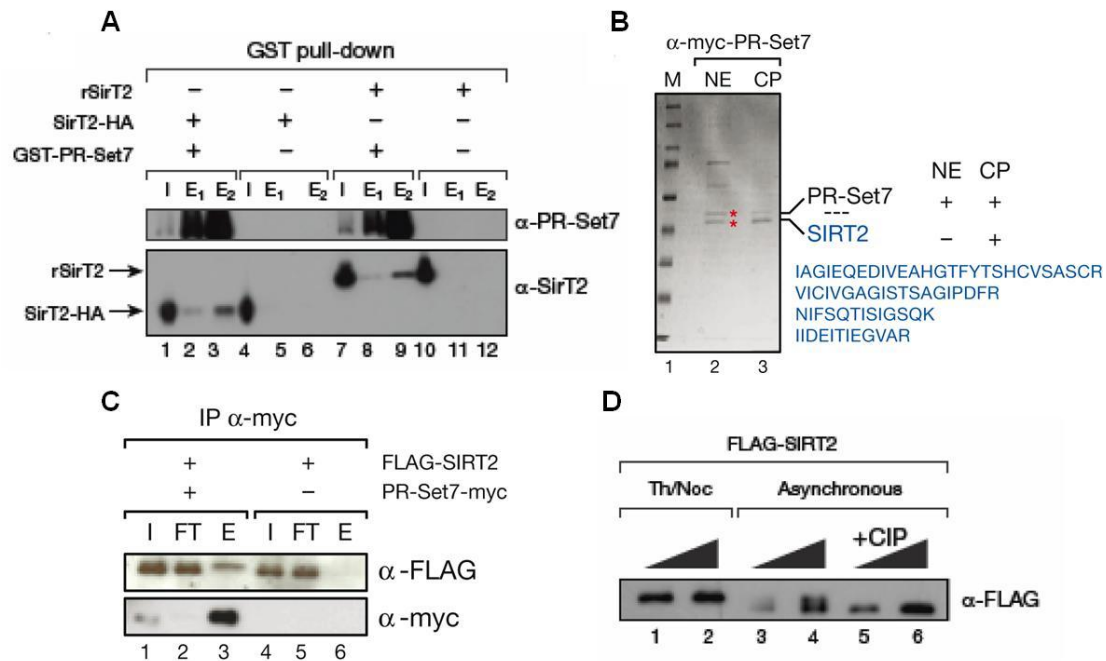 A
GST pull-down
rSirT2 – – + +
SirT2-HA + + – –
GST-PR-Set7 + – + –
I E1 E2 I E1 E2 I E1 E2 I E1 E2
α-PR-Set7
rSirT2
α-SirT2
SirT2-HA
1 2 3 4 5 6 7 8 9 10 11 12
B
α-myc-PR-Set7
M NE CP
NE CP
PR-Set7 + +
---
SIRT2 – +
* 
*
IAGIEQEDIVEAHGTFYTSHCVSASCR
VICIVGAGISTSAGIPDFR
NIFSQTISIGSQK
IIDEITIEGVAR
1 2 3
C
IP α-myc
+ + FLAG-SIRT2
+ – PR-Set7-myc
I FT E I FT E
α-FLAG
α-myc
1 2 3 4 5 6
D
FLAG-SIRT2
Th/Noc Asynchronous
+CIP
α-FLAG
1 2 3 4 5 6